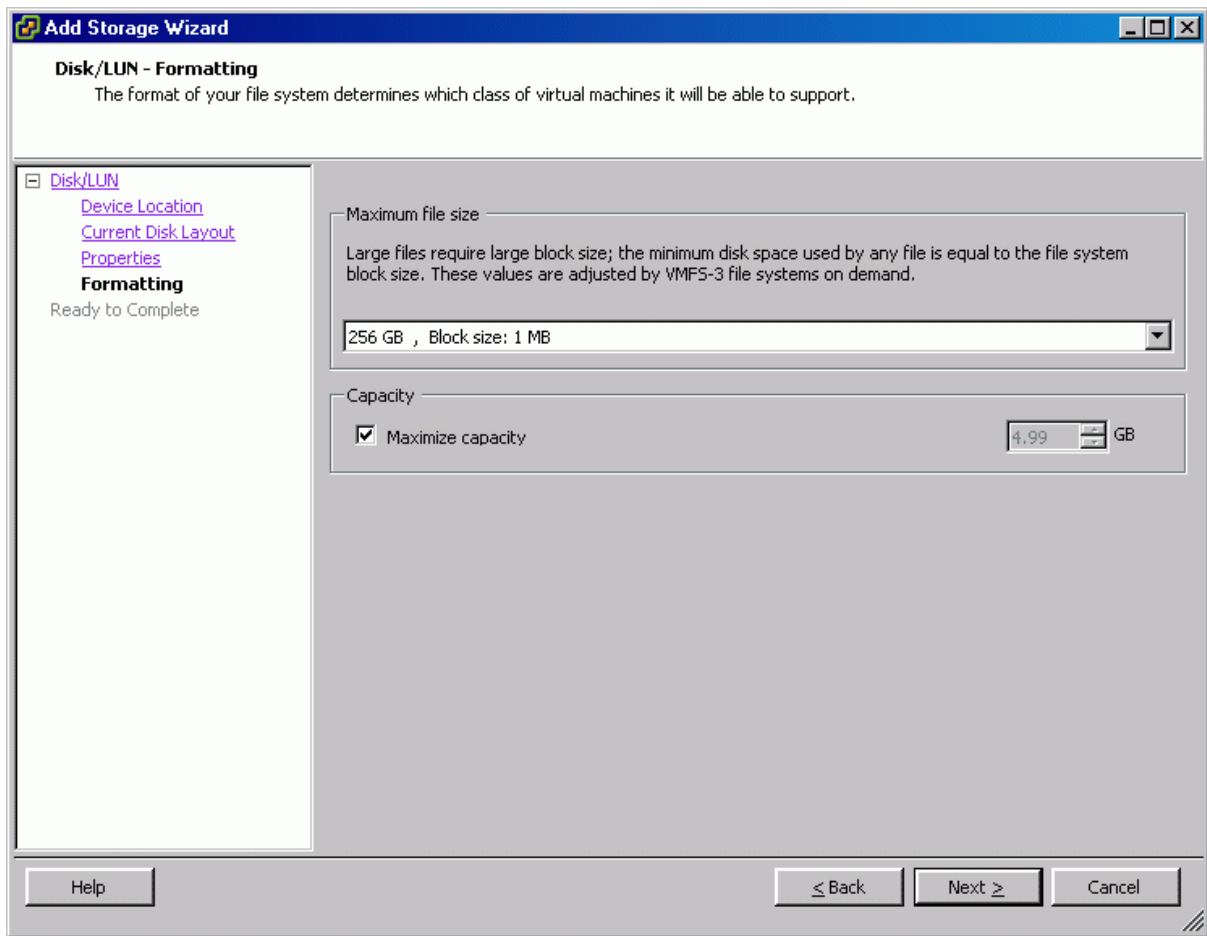 Add Storage Wizard
Disk/LUN - Formatting
The format of your file system determines which class of virtual machines it will be able to support.
Disk/LUN
Device Location
Current Disk Layout
Properties
Formatting
Ready to Complete
Maximum file size
Large files require large block size; the minimum disk space used by any file is equal to the file system
block size. These values are adjusted by VMFS-3 file systems on demand.
256 GB , Block size: 1 MB
Capacity
Maximize capacity
4.99 GB
Help
< Back
Next >
Cancel